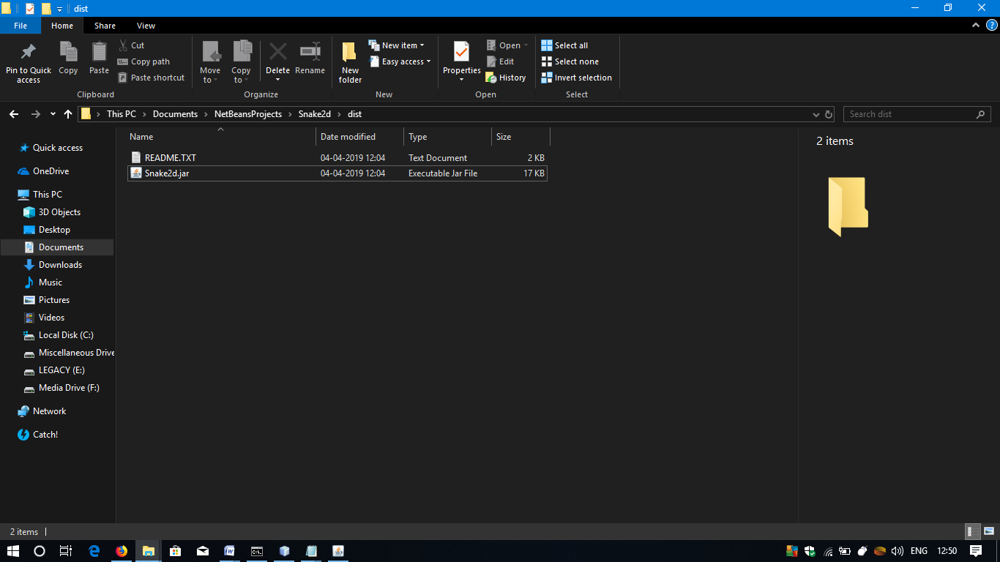 dist
File Home Share View
Pin to Quick access
Copy
Paste
Cut
Copy path
Paste shortcut
Clipboard
Move to
Copy to
Delete
Rename
Organize
New folder
New item
Easy access
New
Properties
Open
Edit
History
Open
Select all
Select none
Invert selection
Select
This PC Documents NetBeansProjects Snake2d dist
Search dist
Quick access
OneDrive
This PC
3D Objects
Desktop
Documents
Downloads
Music
Pictures
Videos
Local Disk (C:)
Miscellaneous Drive
LEGACY (E:)
Media Drive (F:)
Network
Catch!
Name Date modified Type Size
README.TXT 04-04-2019 12:04 Text Document 2 KB
Snake2d.jar 04-04-2019 12:04 Executable Jar File 17 KB
2 items
2 items
ENG 12:50